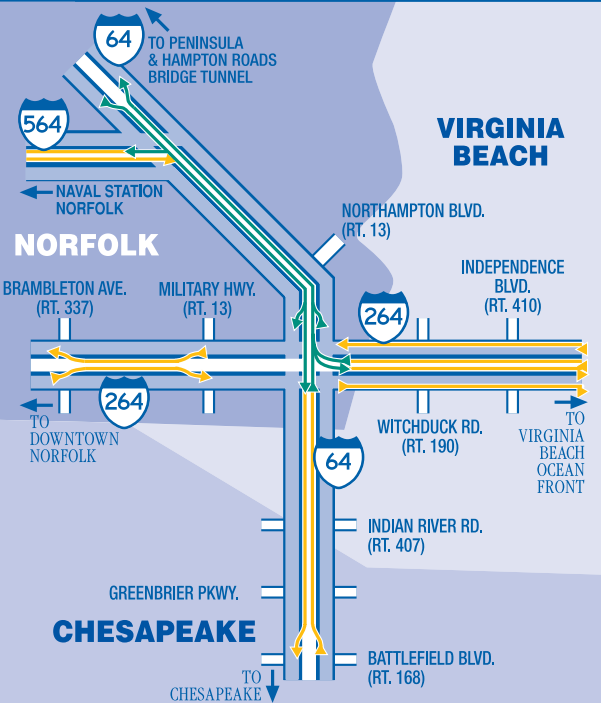 64
TO PENINSULA
& HAMPTON ROADS
BRIDGE TUNNEL
564
VIRGINIA
BEACH
NAVAL STATION
NORFOLK
NORTHAMPTON BLVD.
(RT. 13)
NORFOLK
INDEPENDENCE
BLVD.
(RT. 410)
BRAMBLETON AVE.
(RT. 337)
MILITARY HWY.
(RT. 13)
264
264
TO
DOWNTOWN
NORFOLK
WITCHDUCK RD.
(RT. 190)
TO
VIRGINIA
BEACH
OCEAN
FRONT
64
INDIAN RIVER RD.
(RT. 407)
GREENBRIER PKWY.
CHESAPEAKE
BATTLEFIELD BLVD.
(RT. 168)
TO
CHESAPEAKE